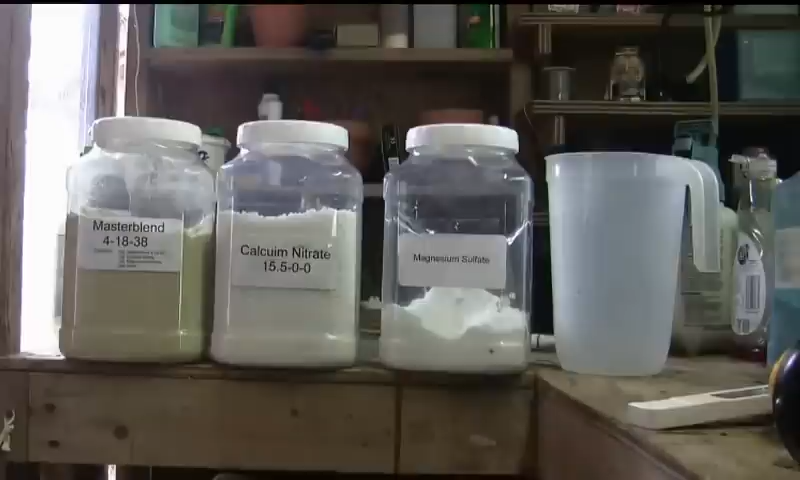 Masterblend
4-18-38
Calcuim Nitrate
15.5-0-0
Magnesium Sulfate